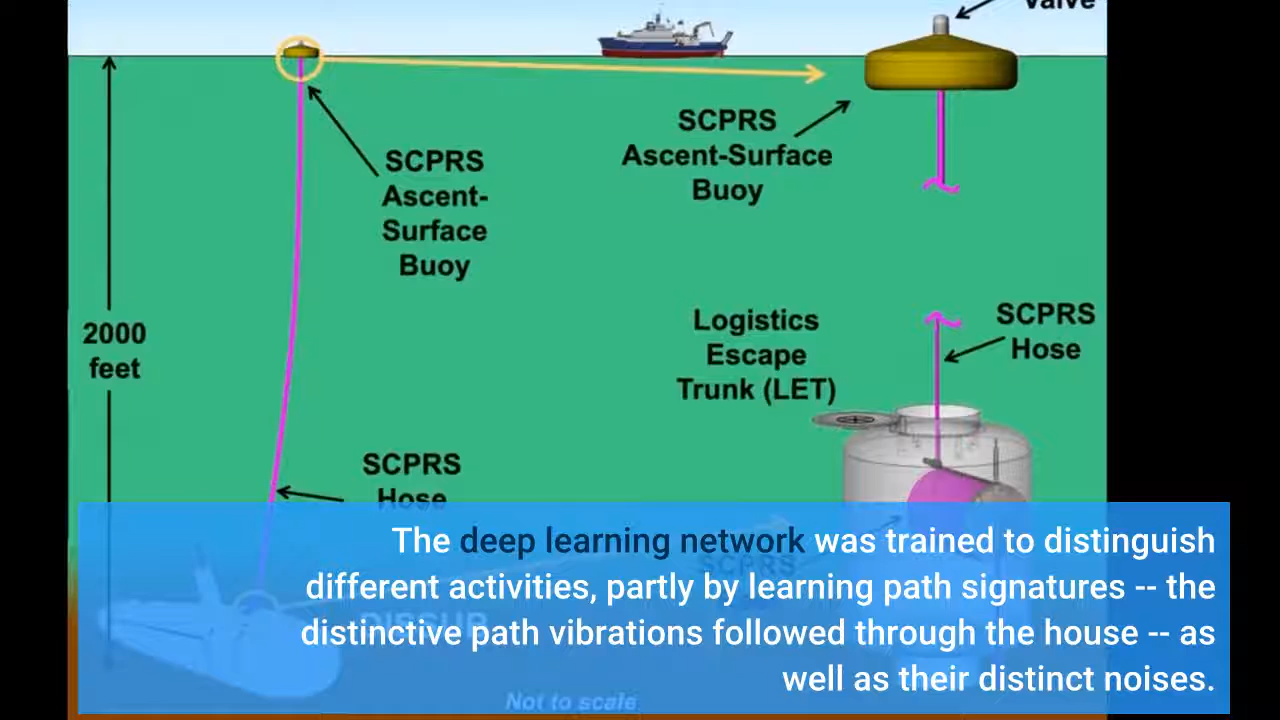 Valve
SCPRS
Ascent-Surface
Buoy
SCPRS
Ascent-
Surface
Buoy
2000
feet
Logistics
Escape
Trunk (LET)
SCPRS
Hose
SCPRS
Hose
SCPRS
DISSUB
The deep learning network was trained to distinguish
different activities, partly by learning path signatures -- the
distinctive path vibrations followed through the house -- as
well as their distinct noises.
Not to scale